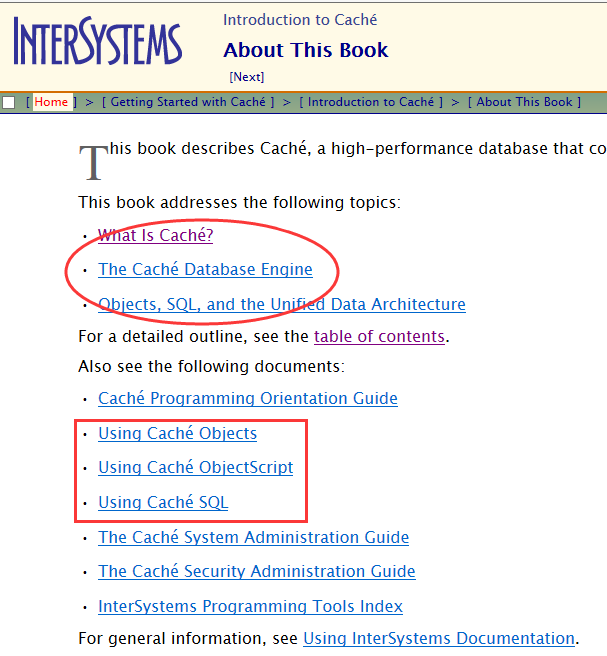 INTERSYSTEMS
Introduction to Caché
About This Book
[Next]
[ Home ] > [ Getting Started with Caché ] > [ Introduction to Caché ] > [ About This Book ]
This book describes Caché, a high-performance database that co
This book addresses the following topics:
• What Is Caché?
• The Caché Database Engine
• Objects, SQL, and the Unified Data Architecture
For a detailed outline, see the table of contents.
Also see the following documents:
• Caché Programming Orientation Guide
• Using Caché Objects
• Using Caché ObjectScript
• Using Caché SQL
• The Caché System Administration Guide
• The Caché Security Administration Guide
• InterSystems Programming Tools Index
For general information, see Using InterSystems Documentation.